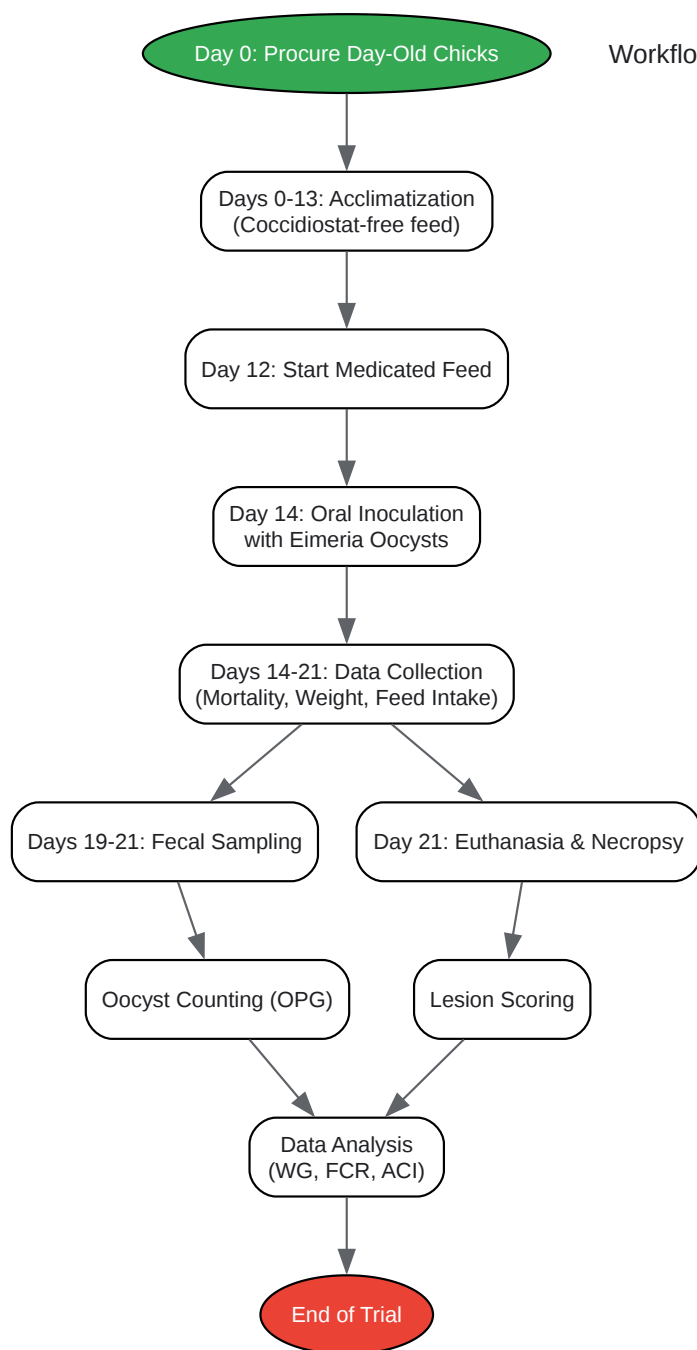 Day 0: Procure Day-Old Chicks
Workflo
Days 0-13: Acclimatization
(Coccidiostat-free feed)
Day 12: Start Medicated Feed
Day 14: Oral Inoculation
with Eimeria Oocysts
Days 14-21: Data Collection
(Mortality, Weight, Feed Intake)
Days 19-21: Fecal Sampling
Day 21: Euthanasia & Necropsy
Oocyst Counting (OPG)
Lesion Scoring
Data Analysis
(WG, FCR, ACI)
End of Trial